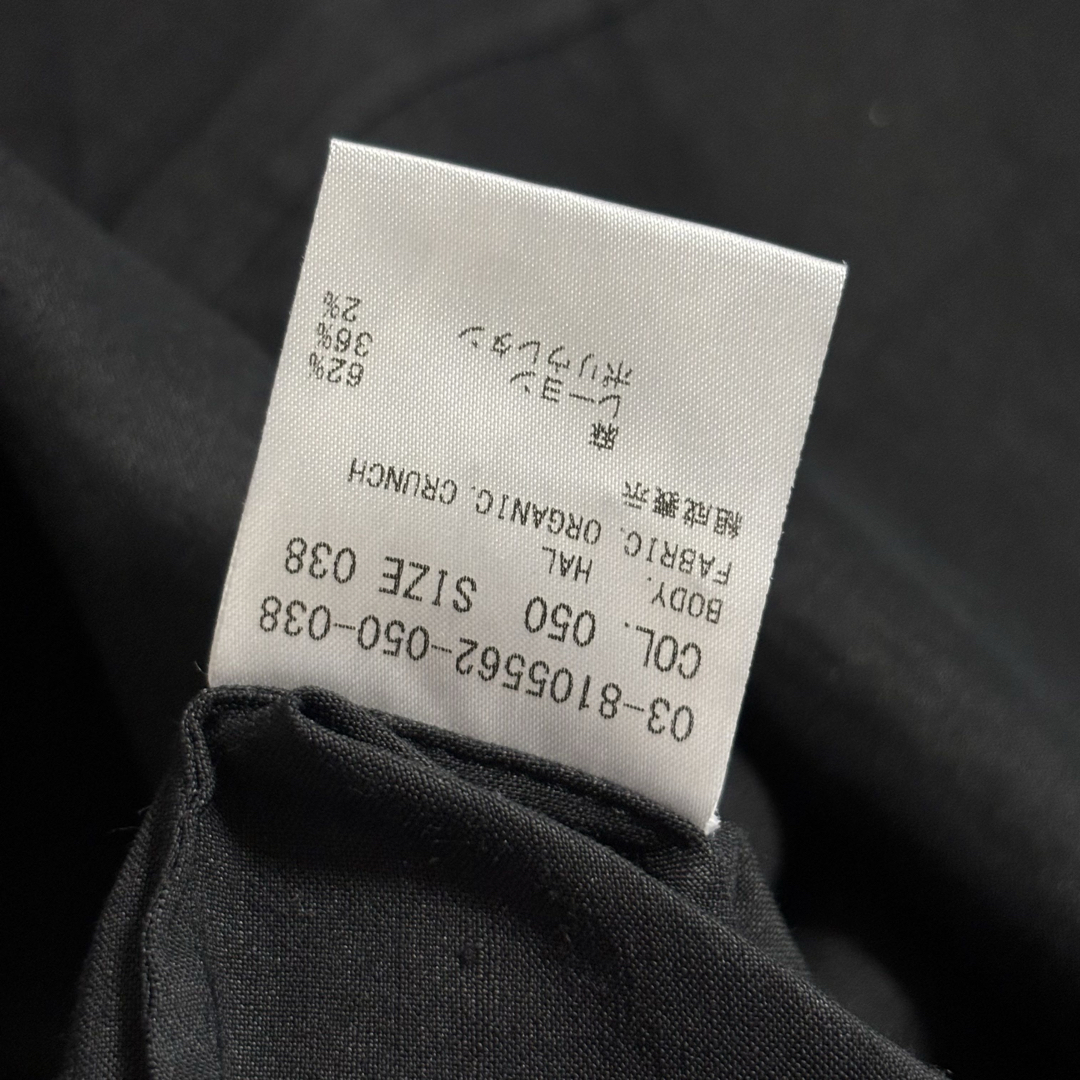 03-8105562-050-038
COL. 050 SIZE 038
BODY. HAL
FABRIC. ORGANIC. CRUNCH
組成表示
麻 62%
レーヨン 36%
ポリウレタン 2%